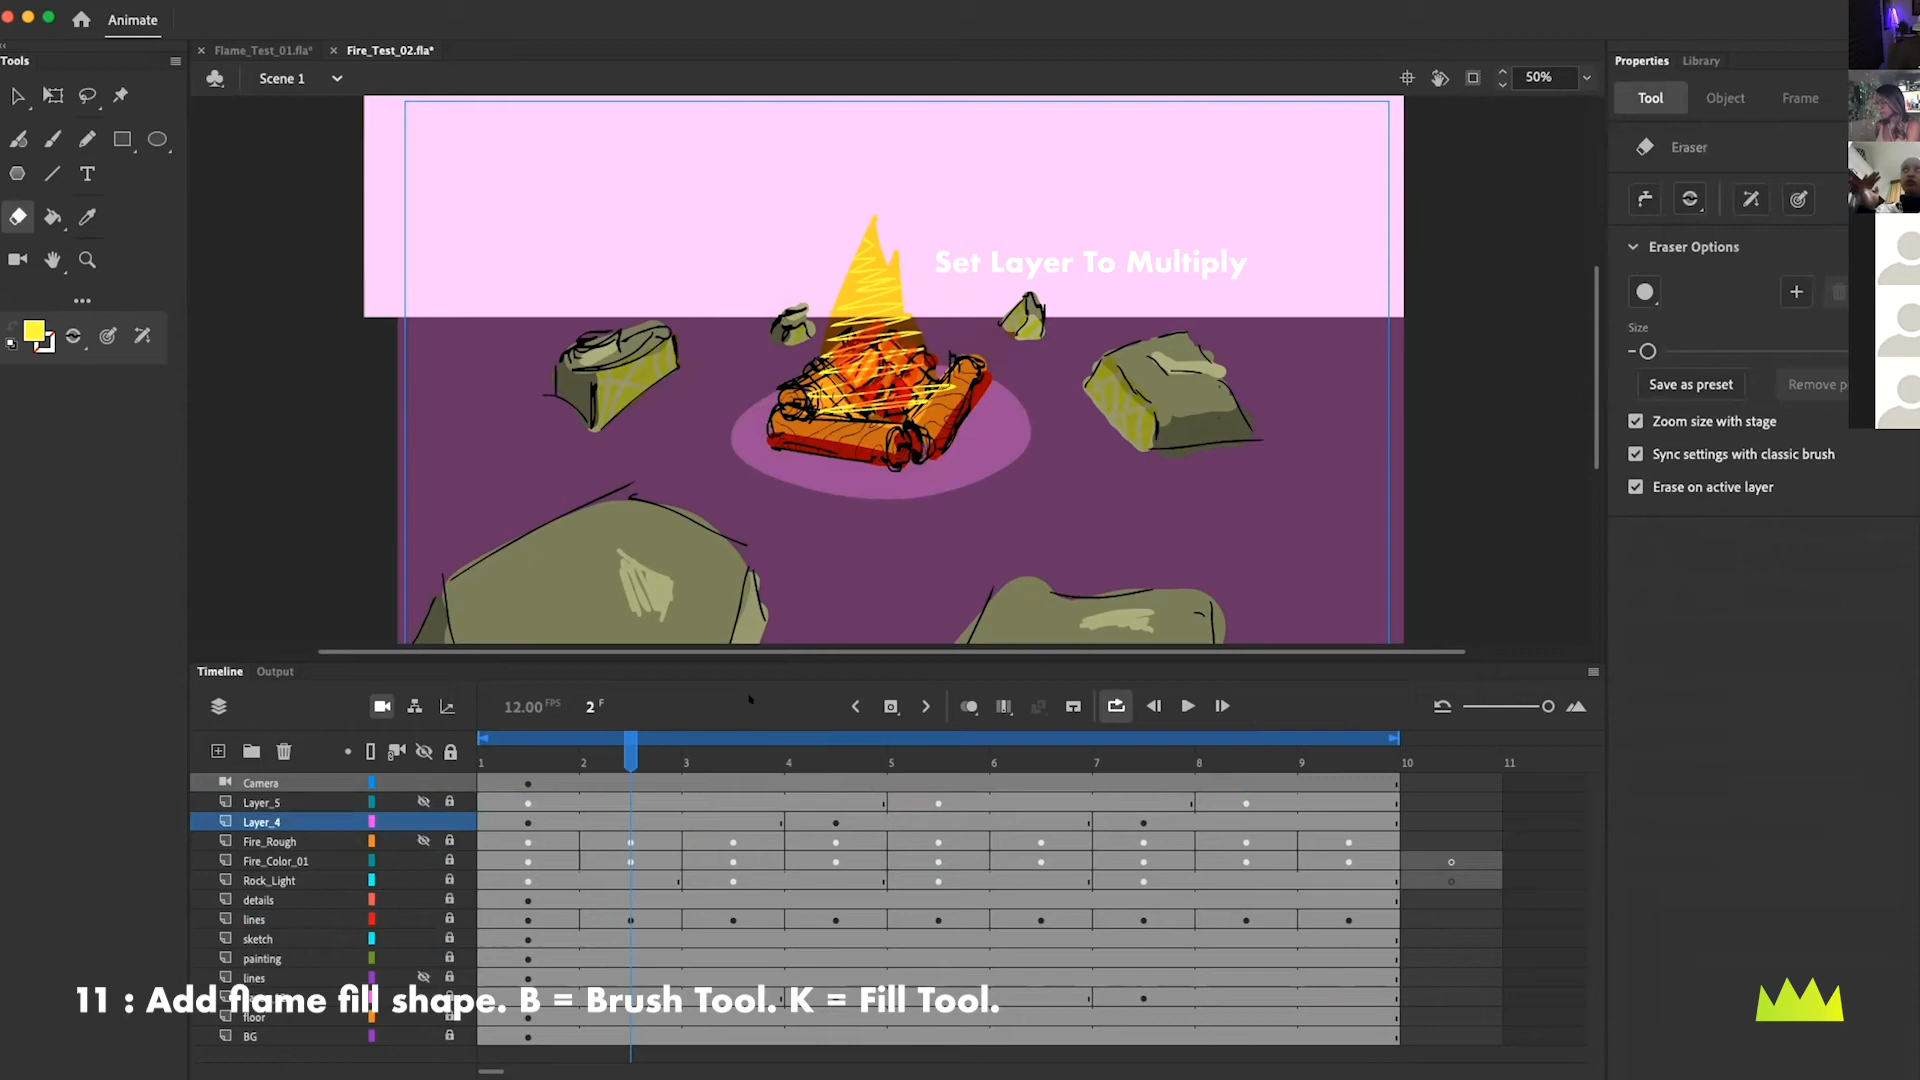 Animate
Flame_Test_01.fla*
Fire_Test_02.fla*
Tools
Scene 1
50%
Properties
Library
Tool
Object
Frame
Eraser
Eraser Options
Size
Save as preset
Zoom size with stage
Sync settings with classic brush
Erase on active layer
Set Layer To Multiply
Timeline
Output
12.00 FPS
2 F
1 2 3 4 5 6 7 8 9 10 11
Camera
Layer_5
Layer_4
Fire_Rough
Fire_Color_01
Rock_Light
details
lines
sketch
painting
lines
11 : Add flame fill shape. B = Brush Tool. K = Fill Tool.
floor
BG